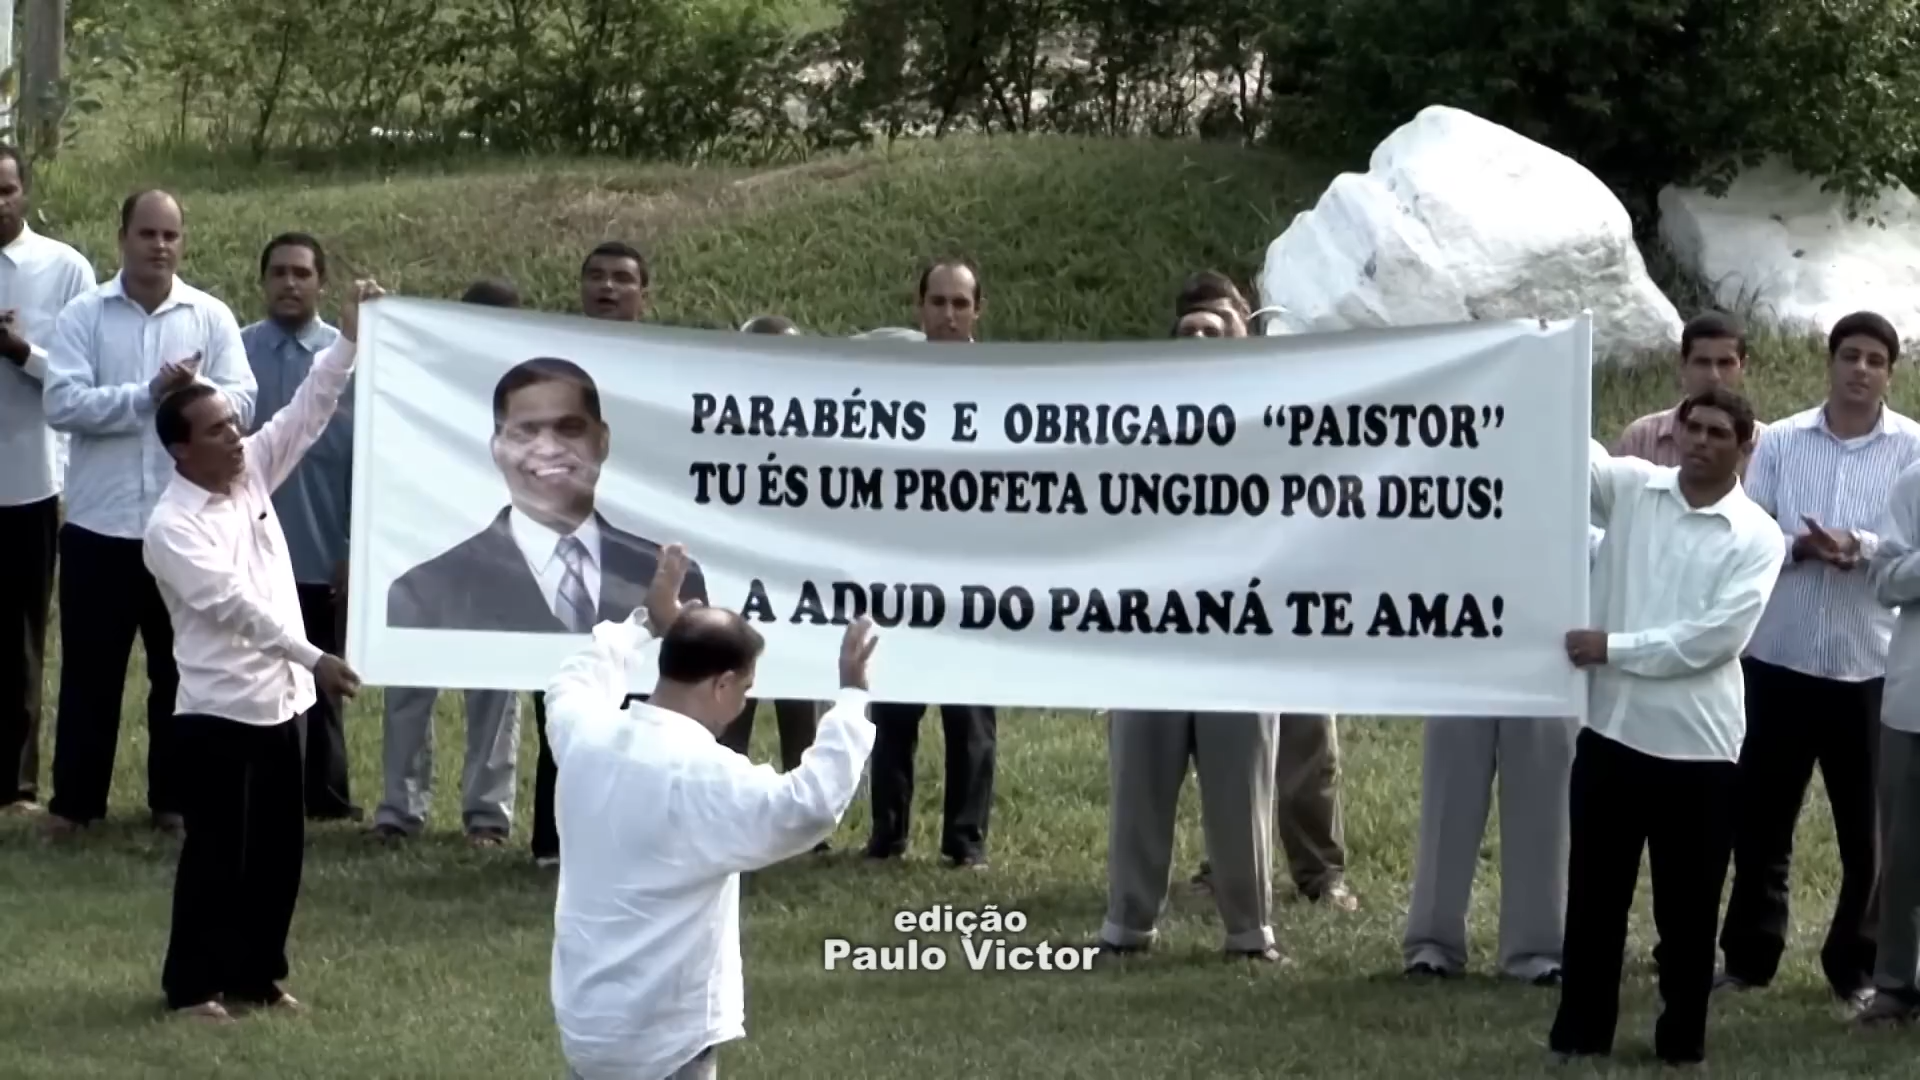 PARABÉNS E OBRIGADO “PAISTOR”
TU ÉS UM PROFETA UNGIDO POR DEUS!
A ADUD DO PARANÁ TE AMA!
edição
Paulo Victor